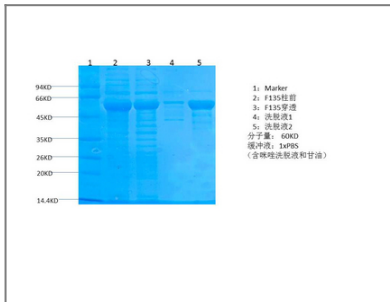 1 2 3 4 5
94KD
66KD
45KD
35KD
26KD
20KD
14.4KD
1: Marker
2: F135柱前
3: F135穿透
4: 洗脱液1
5: 洗脱液2
分子量: 60KD
缓冲液: 1xPBS
(含咪唑洗脱液和甘油)